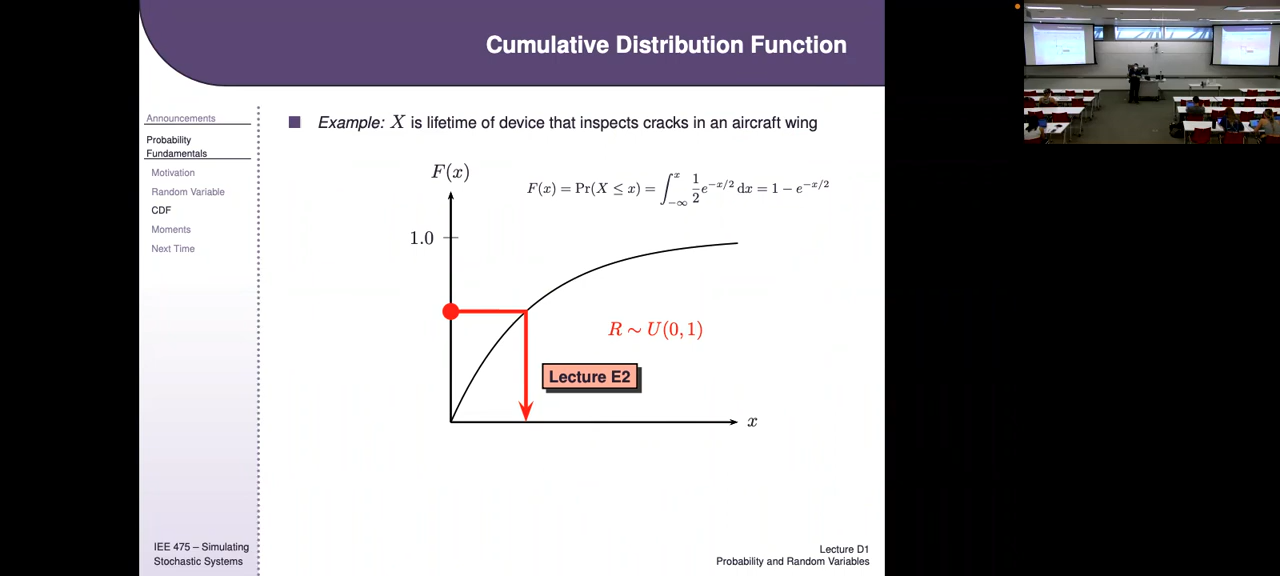 Cumulative Distribution Function
Announcements
Probability
Fundamentals
Motivation
Random Variable
CDF
Moments
Next Time
Example: X is lifetime of device that inspects cracks in an aircraft wing
F(x)
F(x) = Pr(X ≤ x) = ∫_{−∞}^{x} 1/2 e^{−x/2} dx = 1 − e^{−x/2}
1.0
R ∼ U(0, 1)
Lecture E2
x
IEE 475 – Simulating
Stochastic Systems
Lecture D1
Probability and Random Variables